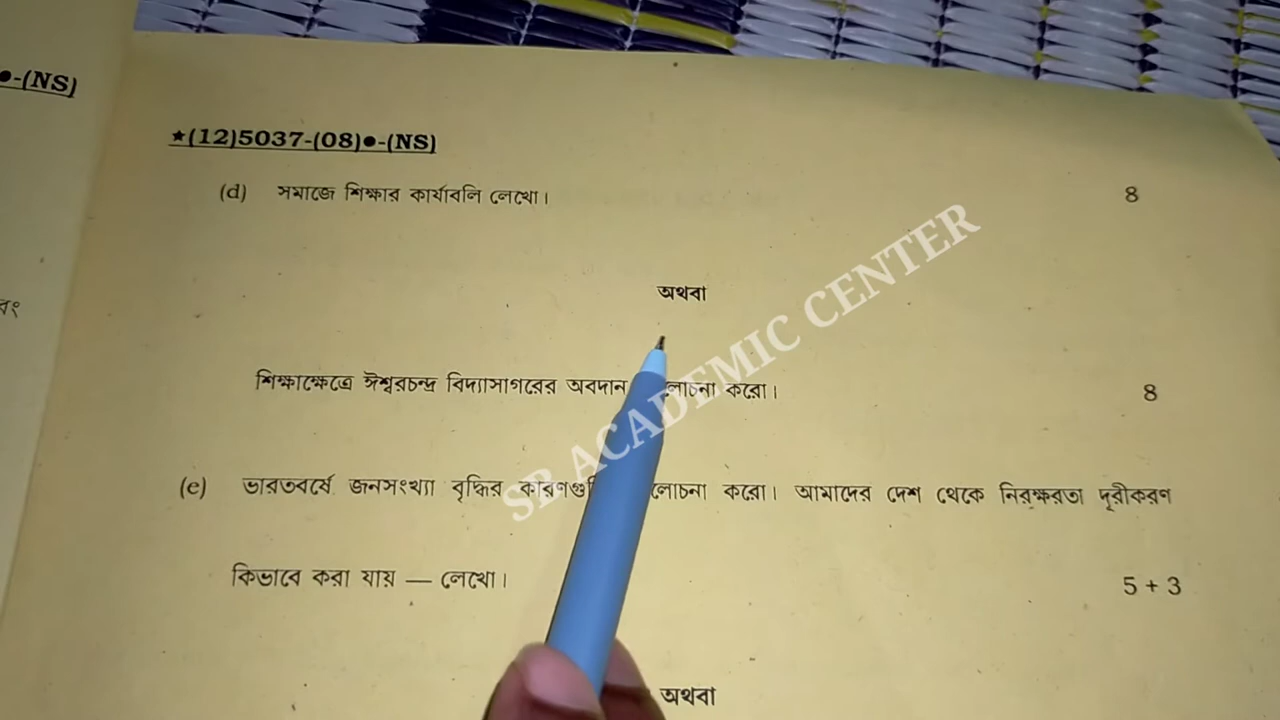 ●-(NS)
★(12)5037-(08)●-(NS)
(d) সমাজে শিক্ষার কার্যাবলি লেখো। 8
অথবা
শিক্ষাক্ষেত্রে ঈশ্বরচন্দ্র বিদ্যাসাগরের অবদান লোচনা করো। 8
(e) ভারতবর্ষে জনসংখ্যা বৃদ্ধির কারণগু লোচনা করো। আমাদের দেশ থেকে নিরক্ষরতা দূরীকরণ
কিভাবে করা যায় — লেখো। 5 + 3
অথবা
SB ACADEMIC CENTER